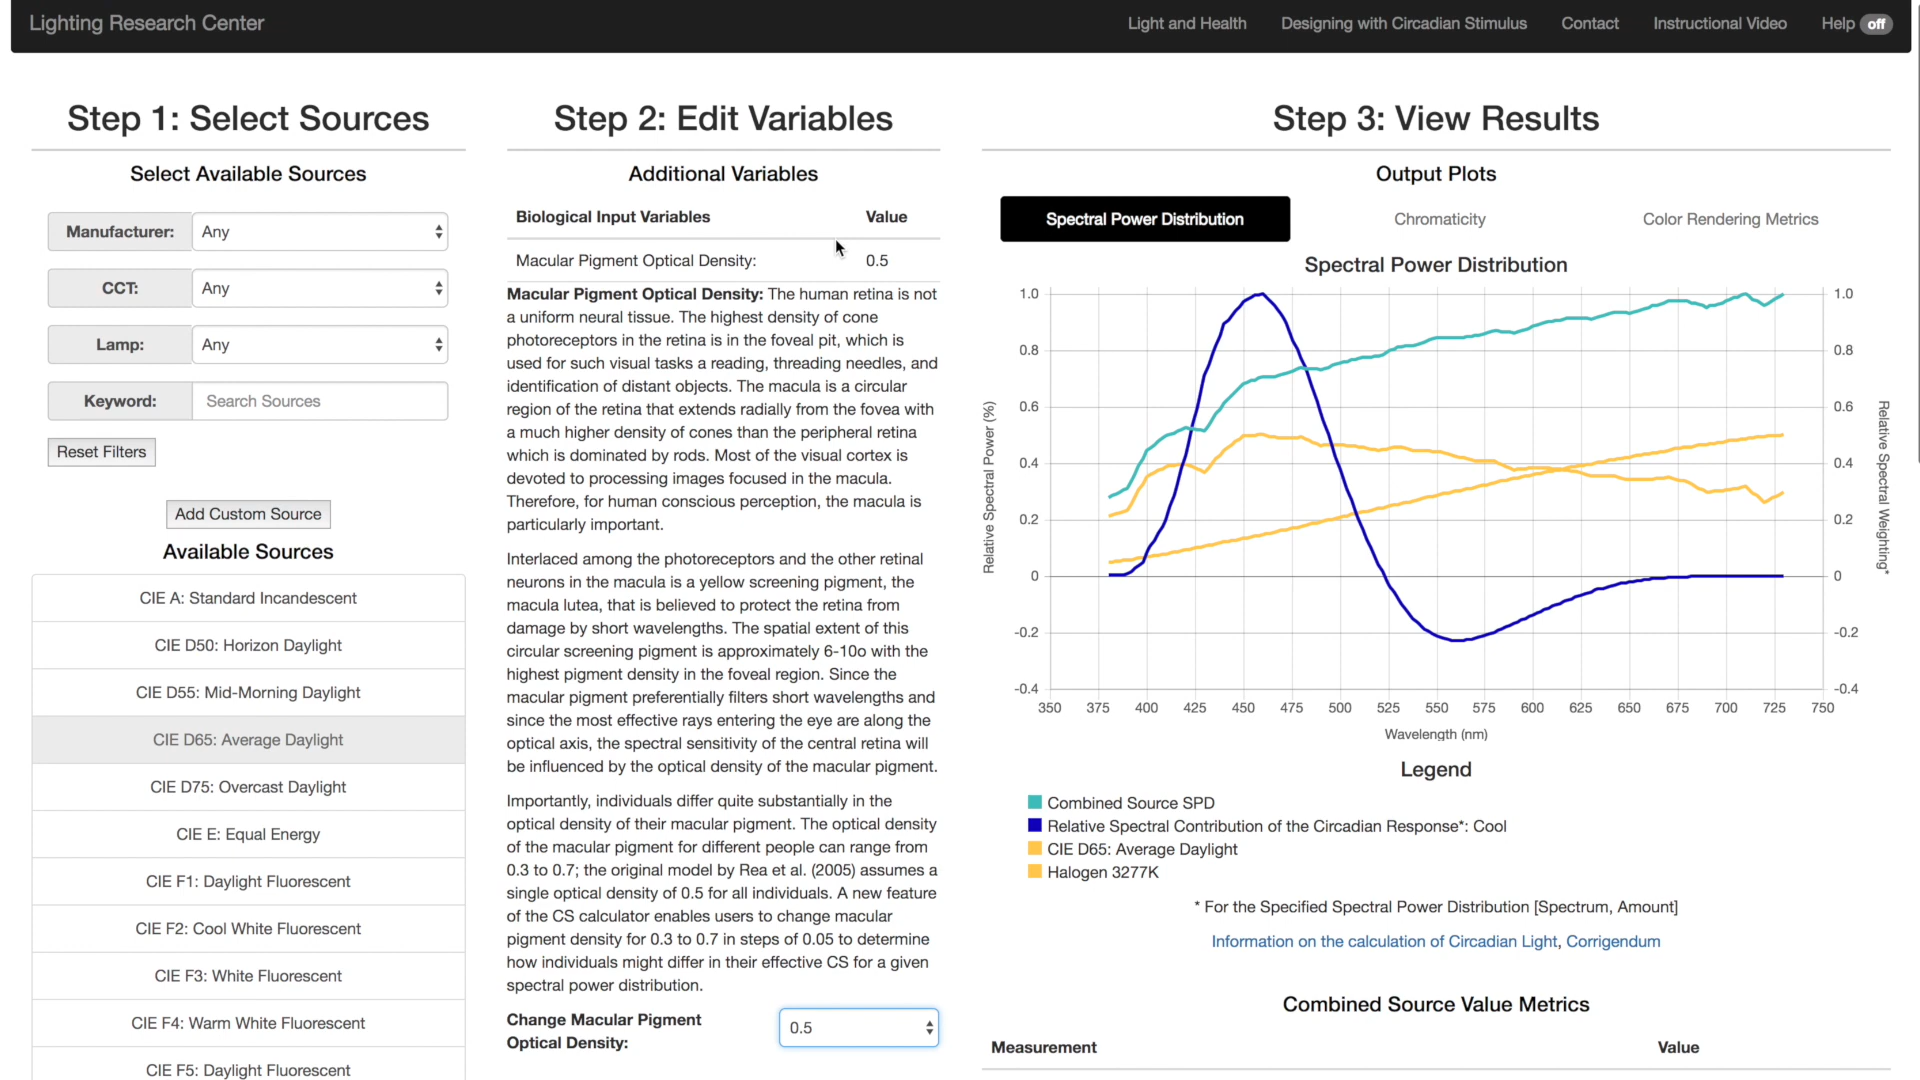 Lighting Research Center
Light and Health
Designing with Circadian Stimulus
Contact
Instructional Video
Help off
Step 1: Select Sources
Select Available Sources
Manufacturer: Any
CCT: Any
Lamp: Any
Keyword: Search Sources
Reset Filters
Add Custom Source
Available Sources
CIE A: Standard Incandescent
CIE D50: Horizon Daylight
CIE D55: Mid-Morning Daylight
CIE D65: Average Daylight
CIE D75: Overcast Daylight
CIE E: Equal Energy
CIE F1: Daylight Fluorescent
CIE F2: Cool White Fluorescent
CIE F3: White Fluorescent
CIE F4: Warm White Fluorescent
CIE F5: Daylight Fluorescent
Step 2: Edit Variables
Additional Variables
Biological Input Variables Value
Macular Pigment Optical Density: 0.5
Macular Pigment Optical Density: The human retina is not
a uniform neural tissue. The highest density of cone
photoreceptors in the retina is in the foveal pit, which is
used for such visual tasks a reading, threading needles, and
identification of distant objects. The macula is a circular
region of the retina that extends radially from the fovea with
a much higher density of cones than the peripheral retina
which is dominated by rods. Most of the visual cortex is
devoted to processing images focused in the macula.
Therefore, for human conscious perception, the macula is
particularly important.
Interlaced among the photoreceptors and the other retinal
neurons in the macula is a yellow screening pigment, the
macula lutea, that is believed to protect the retina from
damage by short wavelengths. The spatial extent of this
circular screening pigment is approximately 6-10o with the
highest pigment density in the foveal region. Since the
macular pigment preferentially filters short wavelengths and
since the most effective rays entering the eye are along the
optical axis, the spectral sensitivity of the central retina will
be influenced by the optical density of the macular pigment.
Importantly, individuals differ quite substantially in the
optical density of their macular pigment. The optical density
of the macular pigment for different people can range from
0.3 to 0.7; the original model by Rea et al. (2005) assumes a
single optical density of 0.5 for all individuals. A new feature
of the CS calculator enables users to change macular
pigment density for 0.3 to 0.7 in steps of 0.05 to determine
how individuals might differ in their effective CS for a given
spectral power distribution.
Change Macular Pigment
Optical Density:
0.5
Step 3: View Results
Output Plots
Spectral Power Distribution
Chromaticity
Color Rendering Metrics
Spectral Power Distribution
Relative Spectral Power (%)
1.0
0.8
0.6
0.4
0.2
0
-0.2
-0.4
1.0
0.8
0.6
0.4
0.2
0
-0.2
-0.4
Relative Spectral Weighting*
350 375 400 425 450 475 500 525 550 575 600 625 650 675 700 725 750
Wavelength (nm)
Legend
Combined Source SPD
Relative Spectral Contribution of the Circadian Response*: Cool
CIE D65: Average Daylight
Halogen 3277K
* For the Specified Spectral Power Distribution [Spectrum, Amount]
Information on the calculation of Circadian Light, Corrigendum
Combined Source Value Metrics
Measurement Value